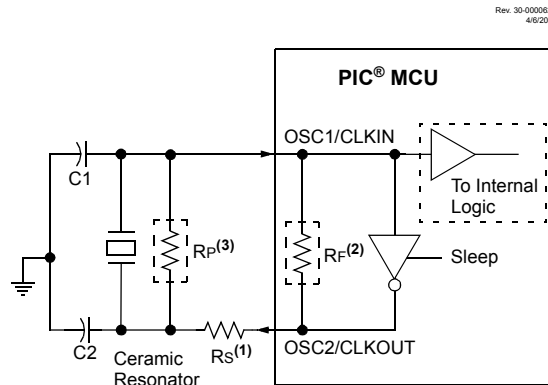 Rev. 30-00006
4/6/20
PIC® MCU
OSC1/CLKIN
C1
To Internal
Logic
RP(3)
RF(2)
Sleep
C2
Ceramic
Resonator
RS(1)
OSC2/CLKOUT